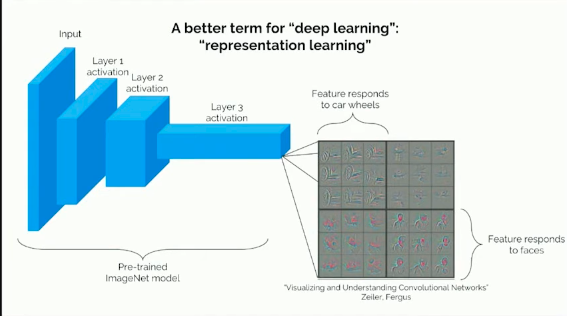 A better term for “deep learning”:
“representation learning”
Input
Layer 1
activation
Layer 2
activation
Layer 3
activation
Feature responds
to car wheels
Feature responds
to faces
Pre-trained
ImageNet model
"Visualizing and Understanding Convolutional Networks"
Zeiler, Fergus